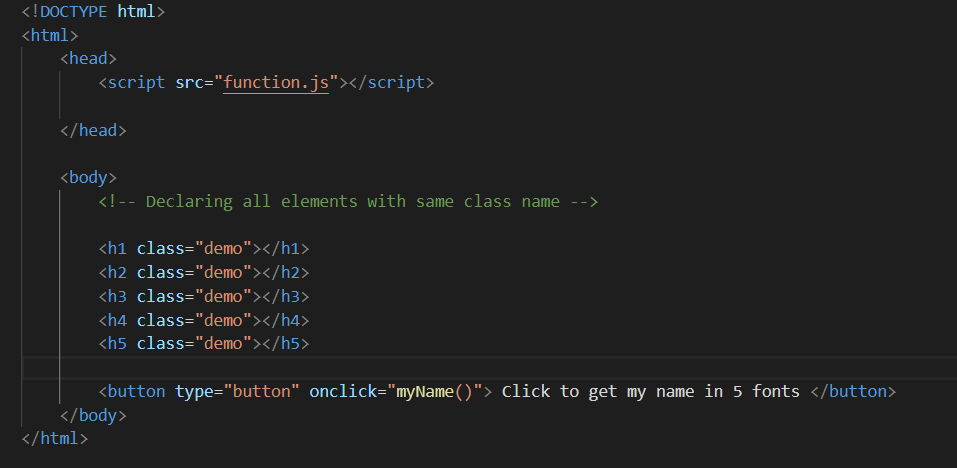 <!DOCTYPE html>
<html>
<head>
<script src="function.js"></script>
</head>
<body>
<!-- Declaring all elements with same class name -->
<h1 class="demo"></h1>
<h2 class="demo"></h2>
<h3 class="demo"></h3>
<h4 class="demo"></h4>
<h5 class="demo"></h5>
<button type="button" onclick="myName()"> Click to get my name in 5 fonts </button>
</body>
</html>